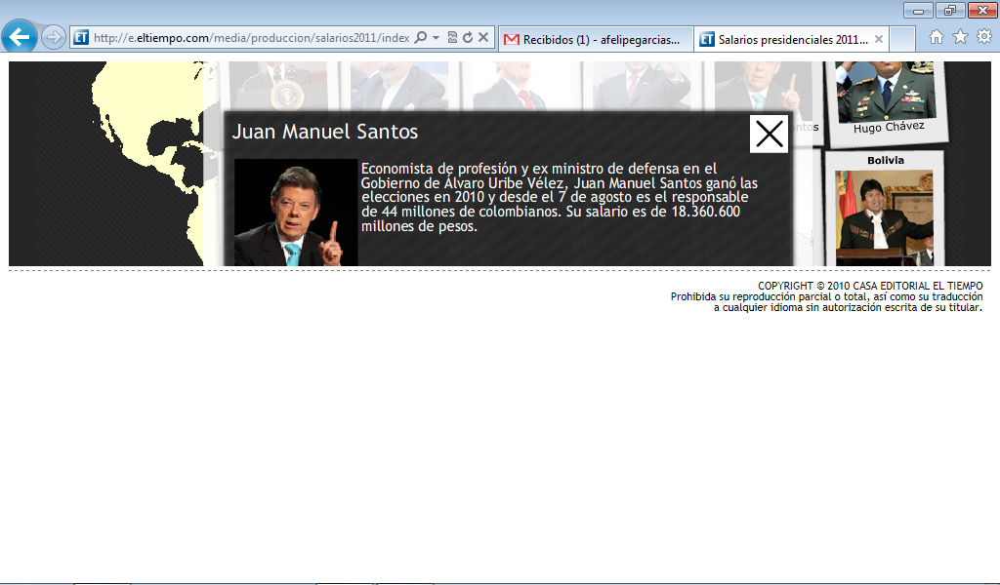 ET http://e.eltiempo.com/media/produccion/salarios2011/index
Recibidos (1) - afelipegarcias...
ET Salarios presidenciales 2011...
Hugo Chávez
Bolivia
Juan Manuel Santos
Economista de profesión y ex ministro de defensa en el
Gobierno de Álvaro Uribe Vélez, Juan Manuel Santos ganó las
elecciones en 2010 y desde el 7 de agosto es el responsable
de 44 millones de colombianos. Su salario es de 18.360.600
millones de pesos.
COPYRIGHT © 2010 CASA EDITORIAL EL TIEMPO
Prohibida su reproducción parcial o total, así como su traducción
a cualquier idioma sin autorización escrita de su titular.